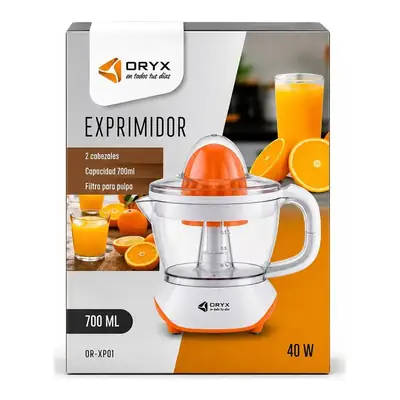 ORYX
en todos tus días
EXPRIMIDOR
2 cabezales
Capacidad 700ml
Filtro para pulpa
ORYX
en todos tus días
700 ML
OR-XP01
40 W